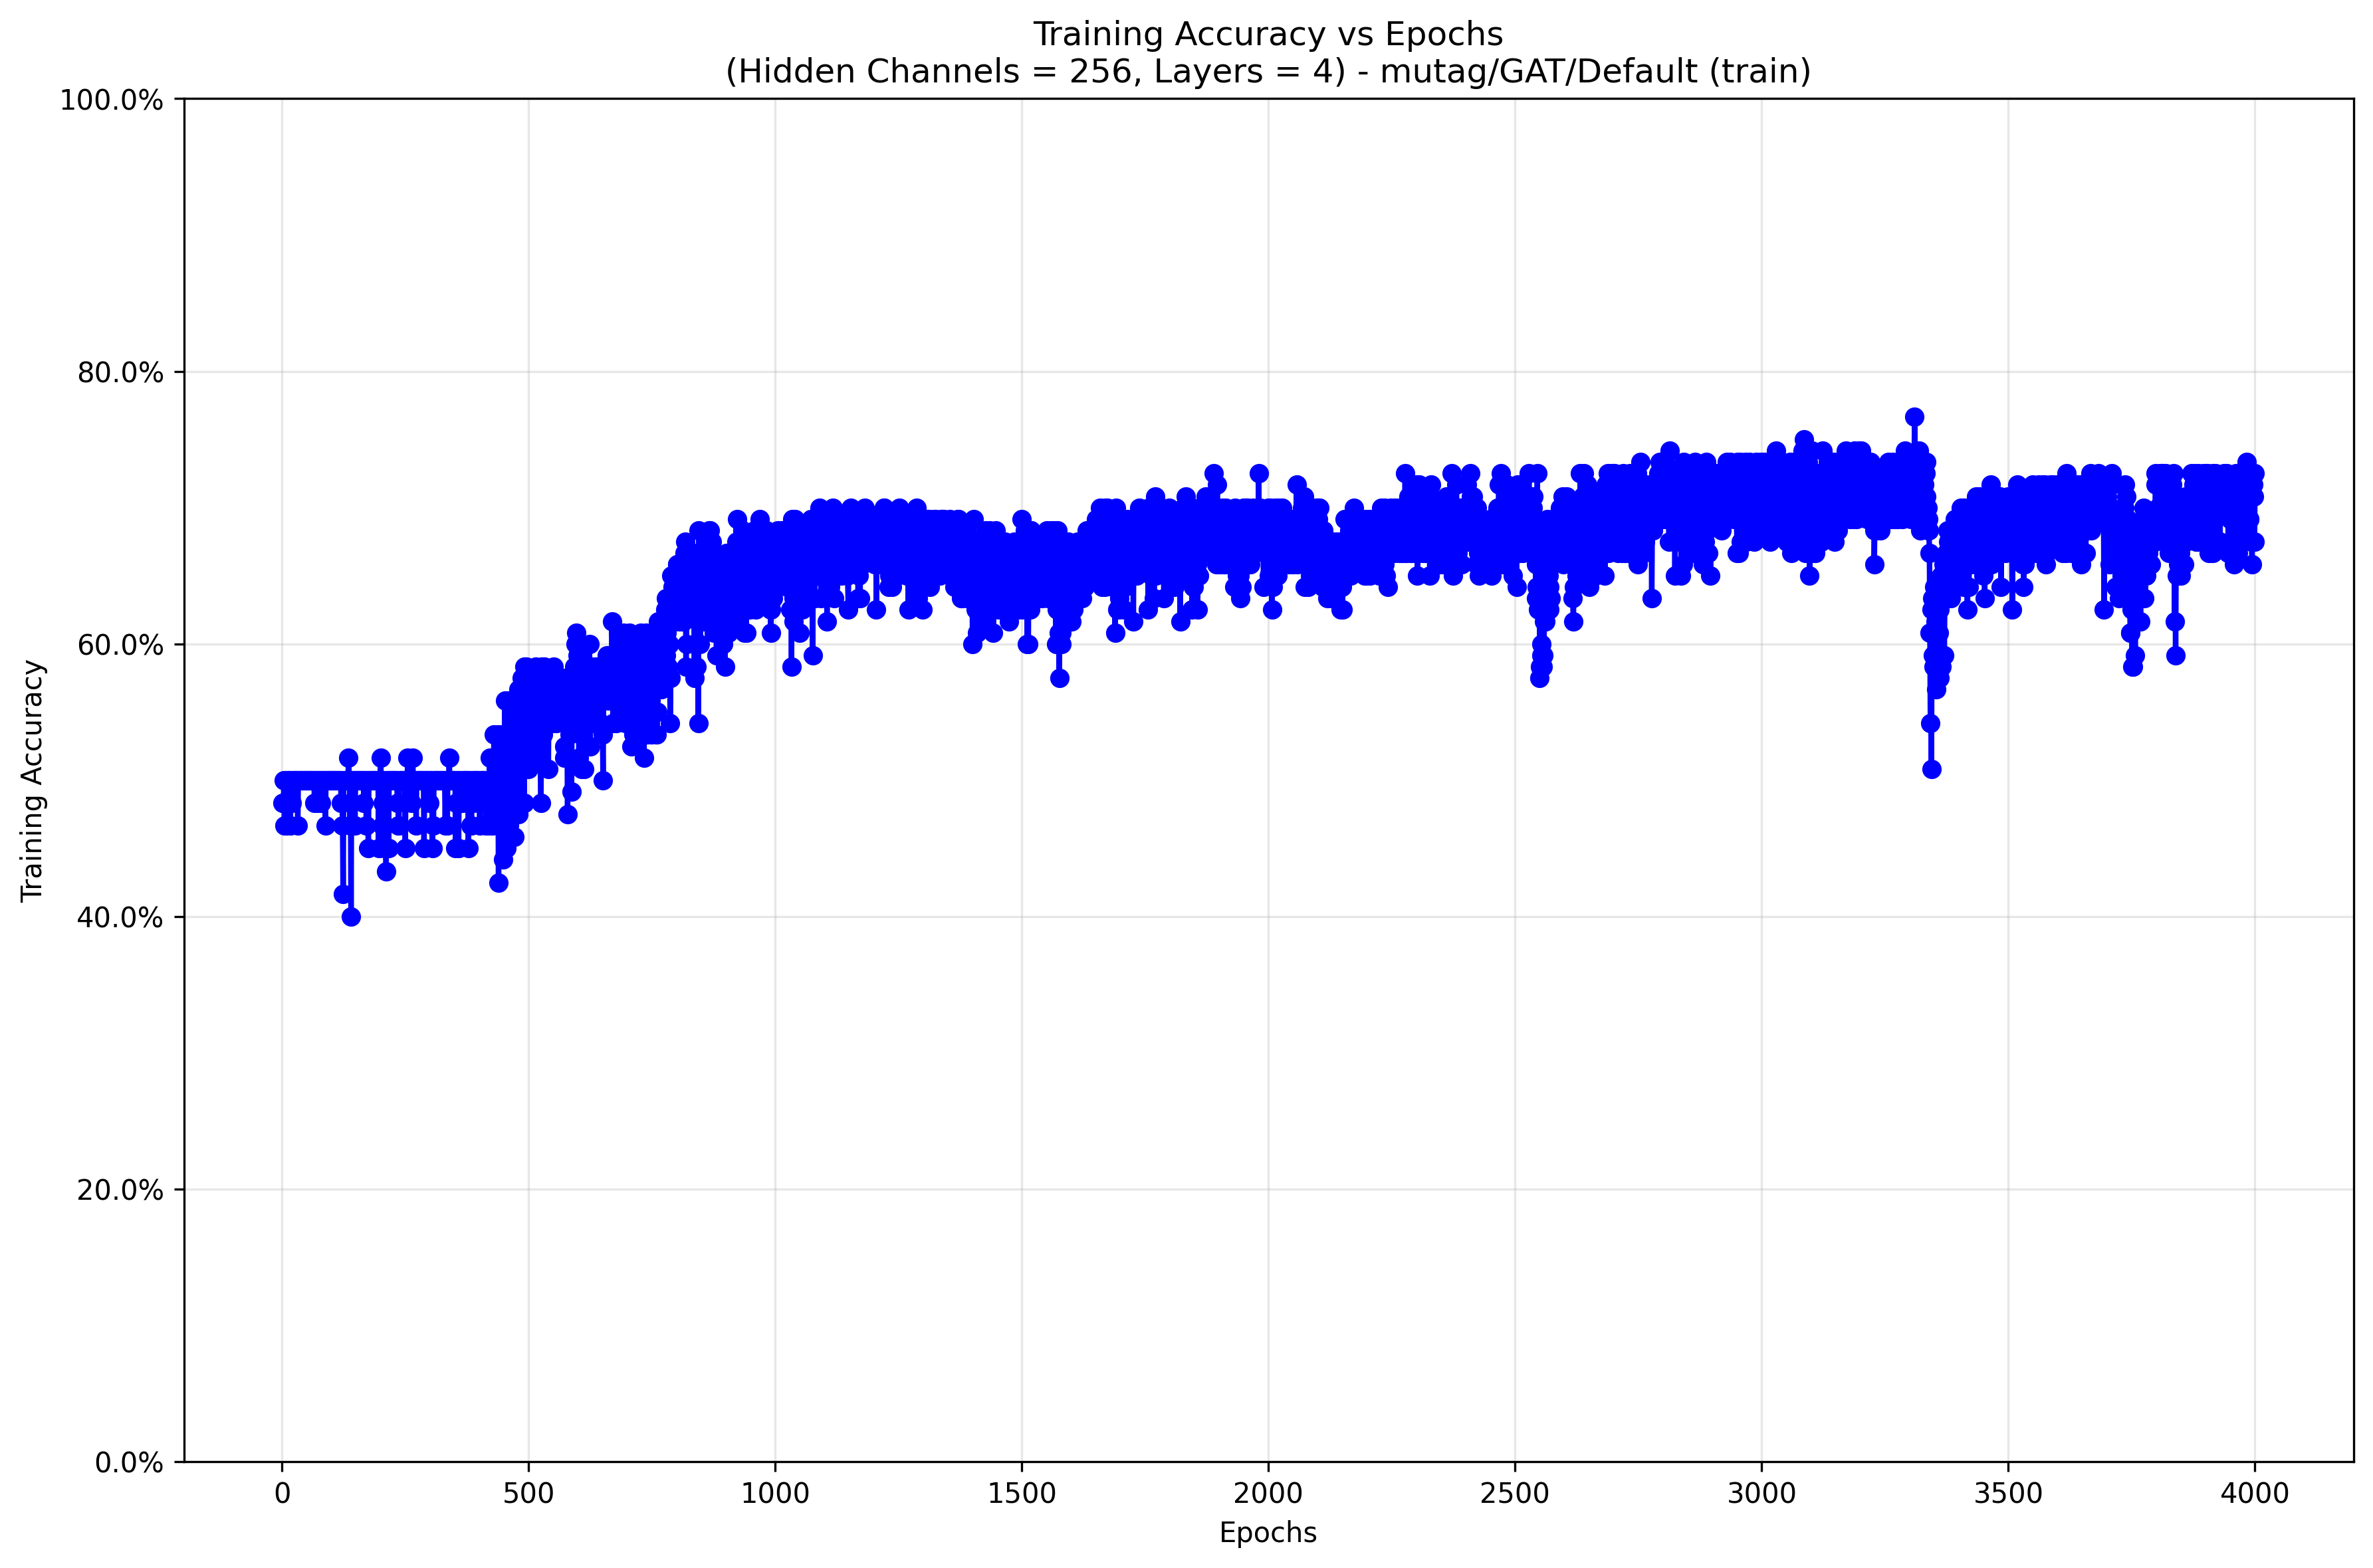 Training Accuracy vs Epochs
(Hidden Channels = 256, Layers = 4) - mutag/GAT/Default (train)
100.0%
80.0%
60.0%
40.0%
20.0%
0.0%
Training Accuracy
0 500 1000 1500 2000 2500 3000 3500 4000
Epochs